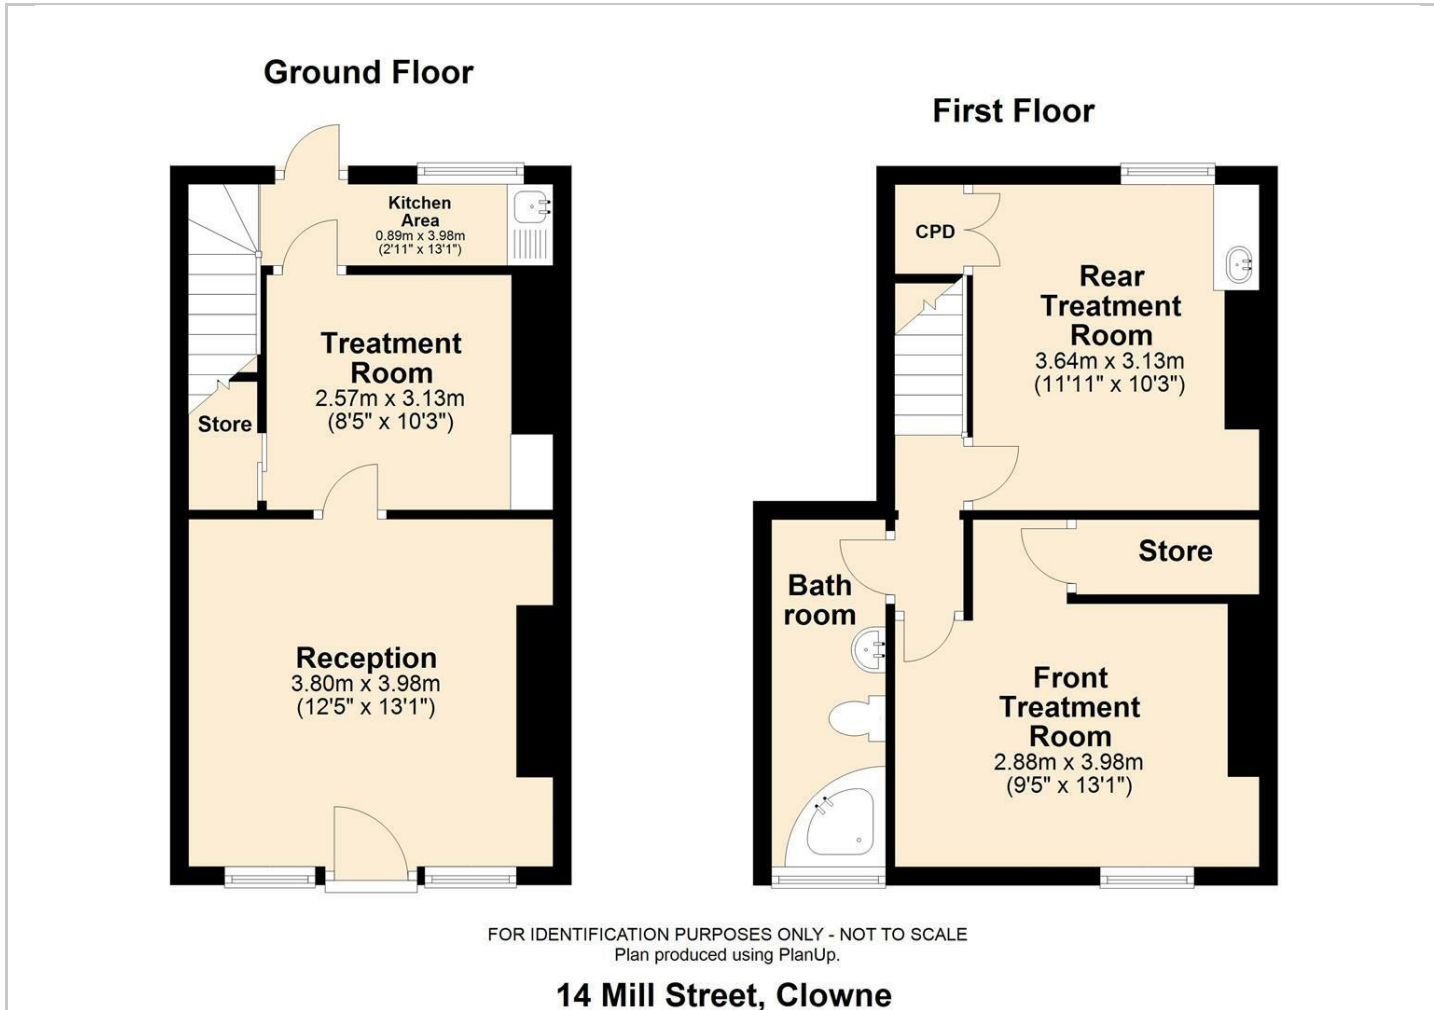 Ground Floor
Kitchen
Area
0.89m x 3.98m
(2'11" x 13'1")
Treatment
Room
2.57m x 3.13m
(8'5" x 10'3")
Store
Reception
3.80m x 3.98m
(12'5" x 13'1")
First Floor
CPD
Rear
Treatment
Room
3.64m x 3.13m
(11'11" x 10'3")
Store
Bath
room
Front
Treatment
Room
2.88m x 3.98m
(9'5" x 13'1")
FOR IDENTIFICATION PURPOSES ONLY - NOT TO SCALE
Plan produced using PlanUp.
14 Mill Street, Clowne